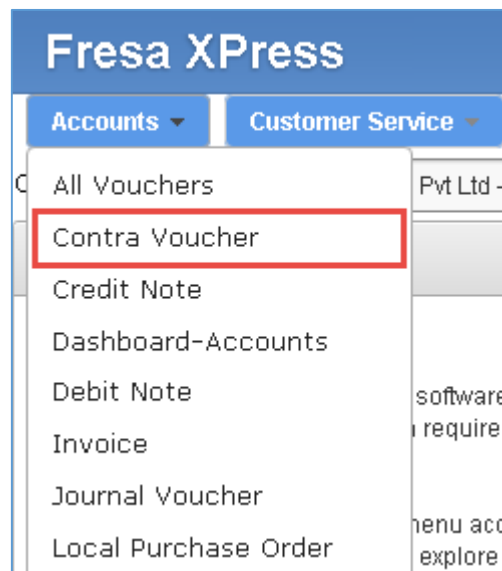 Fresa XPress
Accounts Customer Service
All Vouchers Pvt Ltd -
Contra Voucher
Credit Note
Dashboard-Accounts
Debit Note software
Invoice require
Journal Voucher
menu acc
Local Purchase Order explore